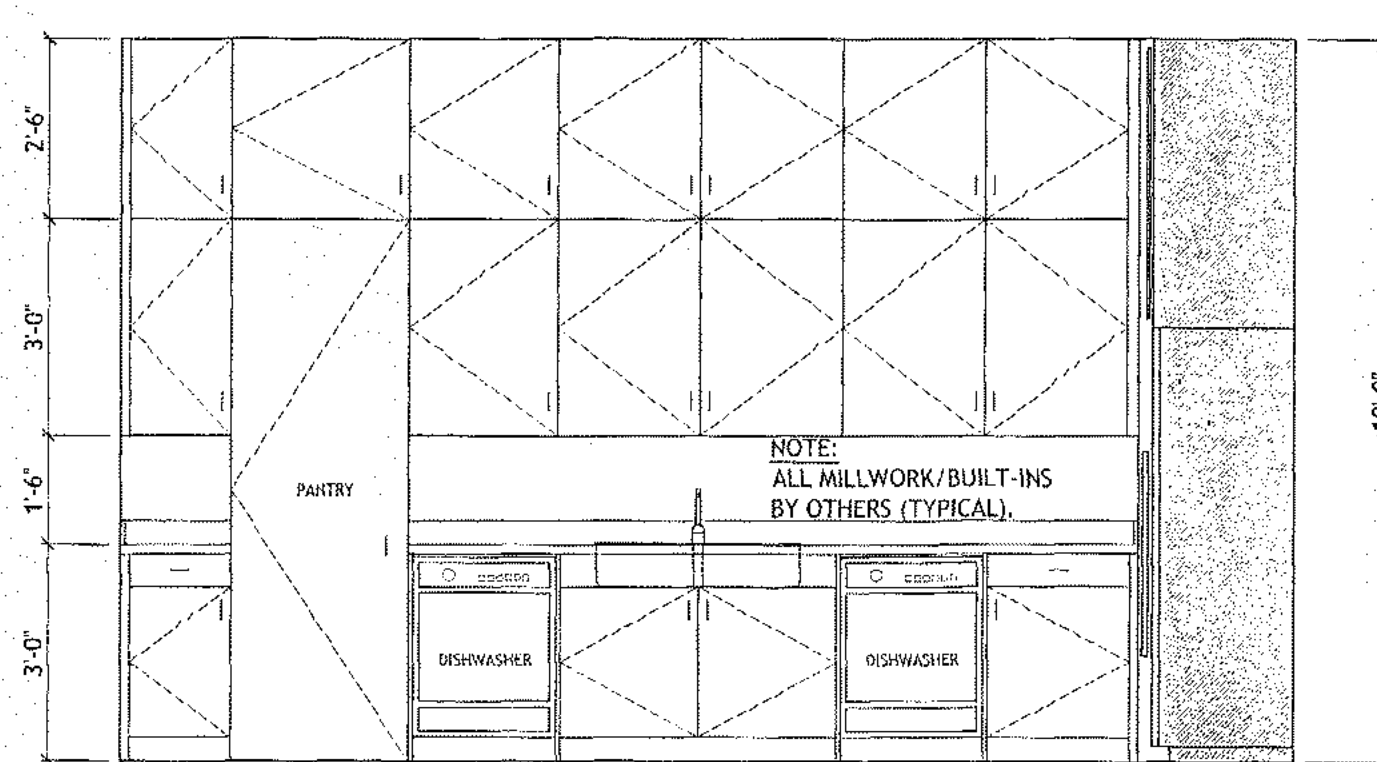 2'-6"
3'-0"
1'-6"
3'-0"
PANTRY
NOTE:
ALL MILLWORK/BUILT-INS
BY OTHERS (TYPICAL).
DISHWASHER
DISHWASHER